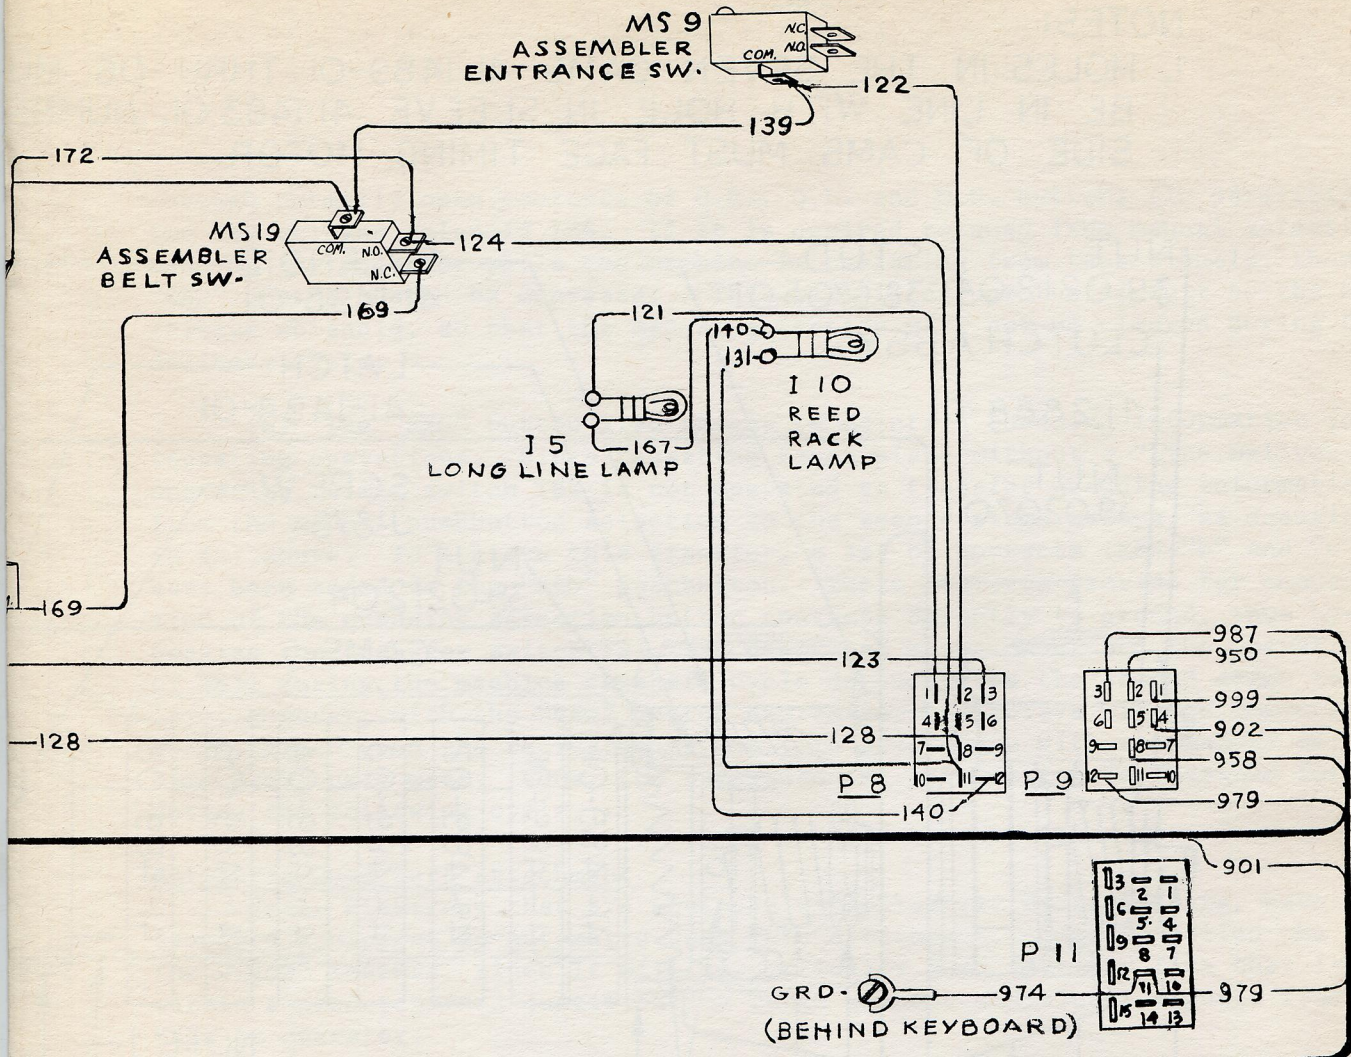 MS 9
ASSEMBLER
ENTRANCE SW.
N.C.
N.O.
COM.
122
139
172
MS19
ASSEMBLER
BELT SW.
COM.
N.O.
N.C.
124
169
121
140
131
I 10
REED
RACK
LAMP
I 5
167
LONG LINE LAMP
169
123
128
128
1 2 3
4 5 6
7 8 9
10 11 12
P 8
140
P 9
3 2 1
6 5 4
9 8 7
12 11 10
987
950
999
902
958
979
901
P 11
3 2 1
6 5 4
9 8 7
12 11 10
15 14 13
GRD.
974
979
(BEHIND KEYBOARD)